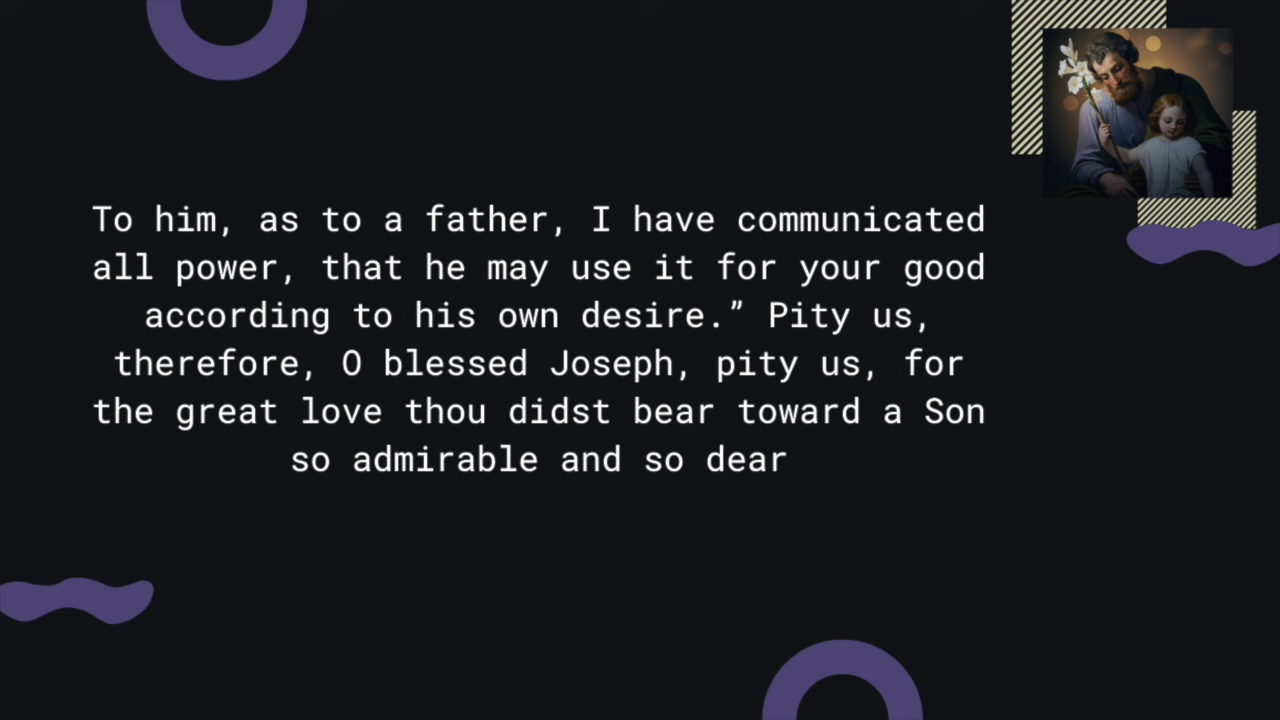 To him, as to a father, I have communicated
all power, that he may use it for your good
according to his own desire.” Pity us,
therefore, O blessed Joseph, pity us, for
the great love thou didst bear toward a Son
so admirable and so dear